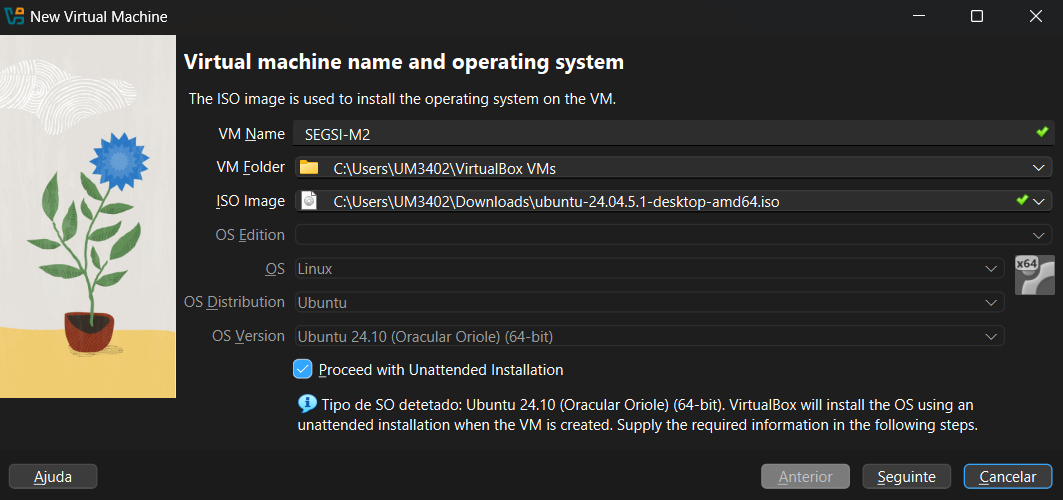 New Virtual Machine
Virtual machine name and operating system
The ISO image is used to install the operating system on the VM.
VM Name SEGSI-M2
VM Folder C:\Users\UM3402\VirtualBox VMs
ISO Image C:\Users\UM3402\Downloads\ubuntu-24.04.5.1-desktop-amd64.iso
OS Edition
OS Linux x64
OS Distribution Ubuntu
OS Version Ubuntu 24.10 (Oracular Oriole) (64-bit)
Proceed with Unattended Installation
Tipo de SO detetado: Ubuntu 24.10 (Oracular Oriole) (64-bit). VirtualBox will install the OS using an
unattended installation when the VM is created. Supply the required information in the following steps.
Ajuda Anterior Seguinte Cancelar